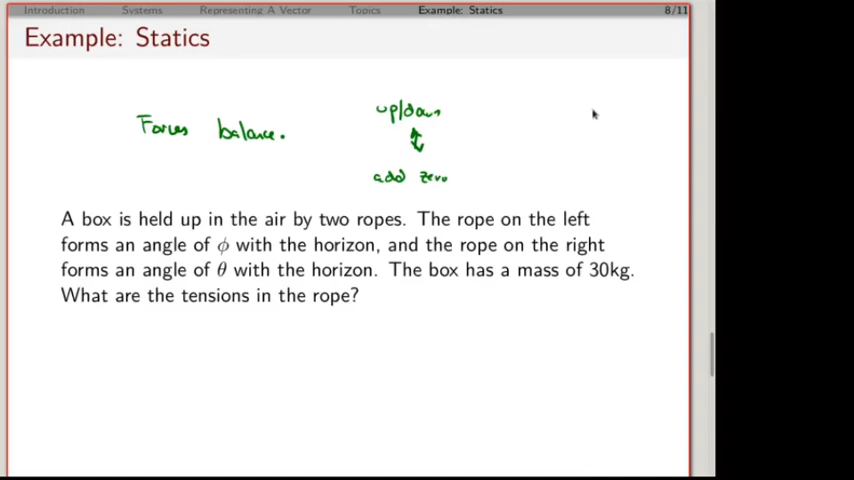 Introduction Systems Representing A Vector Topics Example: Statics 8/11
Example: Statics
up/down
Forces balance.
add zero
A box is held up in the air by two ropes. The rope on the left
forms an angle of ϕ with the horizon, and the rope on the right
forms an angle of θ with the horizon. The box has a mass of 30kg.
What are the tensions in the rope?